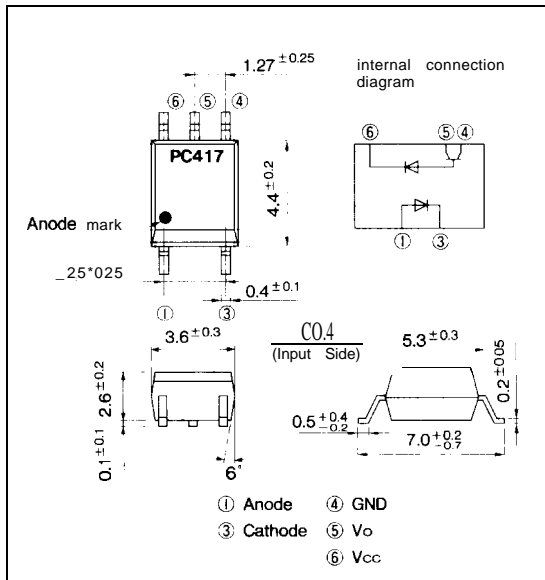 1.27 ±0.25
internal connection
diagram
⑥ ⑤ ④
⑥ ⑤④
PC417
4.4 ±0.2
Anode mark
_25*025
① ③
0.4 ±0.1
① ③
3.6 ±0.3
C0.4
(Input Side)
5.3 ±0.3
2.6 ±0.2
0.2 ±0.05
0.1 ±0.1
6°
0.5 +0.4 -0.2
7.0 +0.2 -0.7
① Anode ④ GND
③ Cathode ⑤ Vo
⑥ Vcc